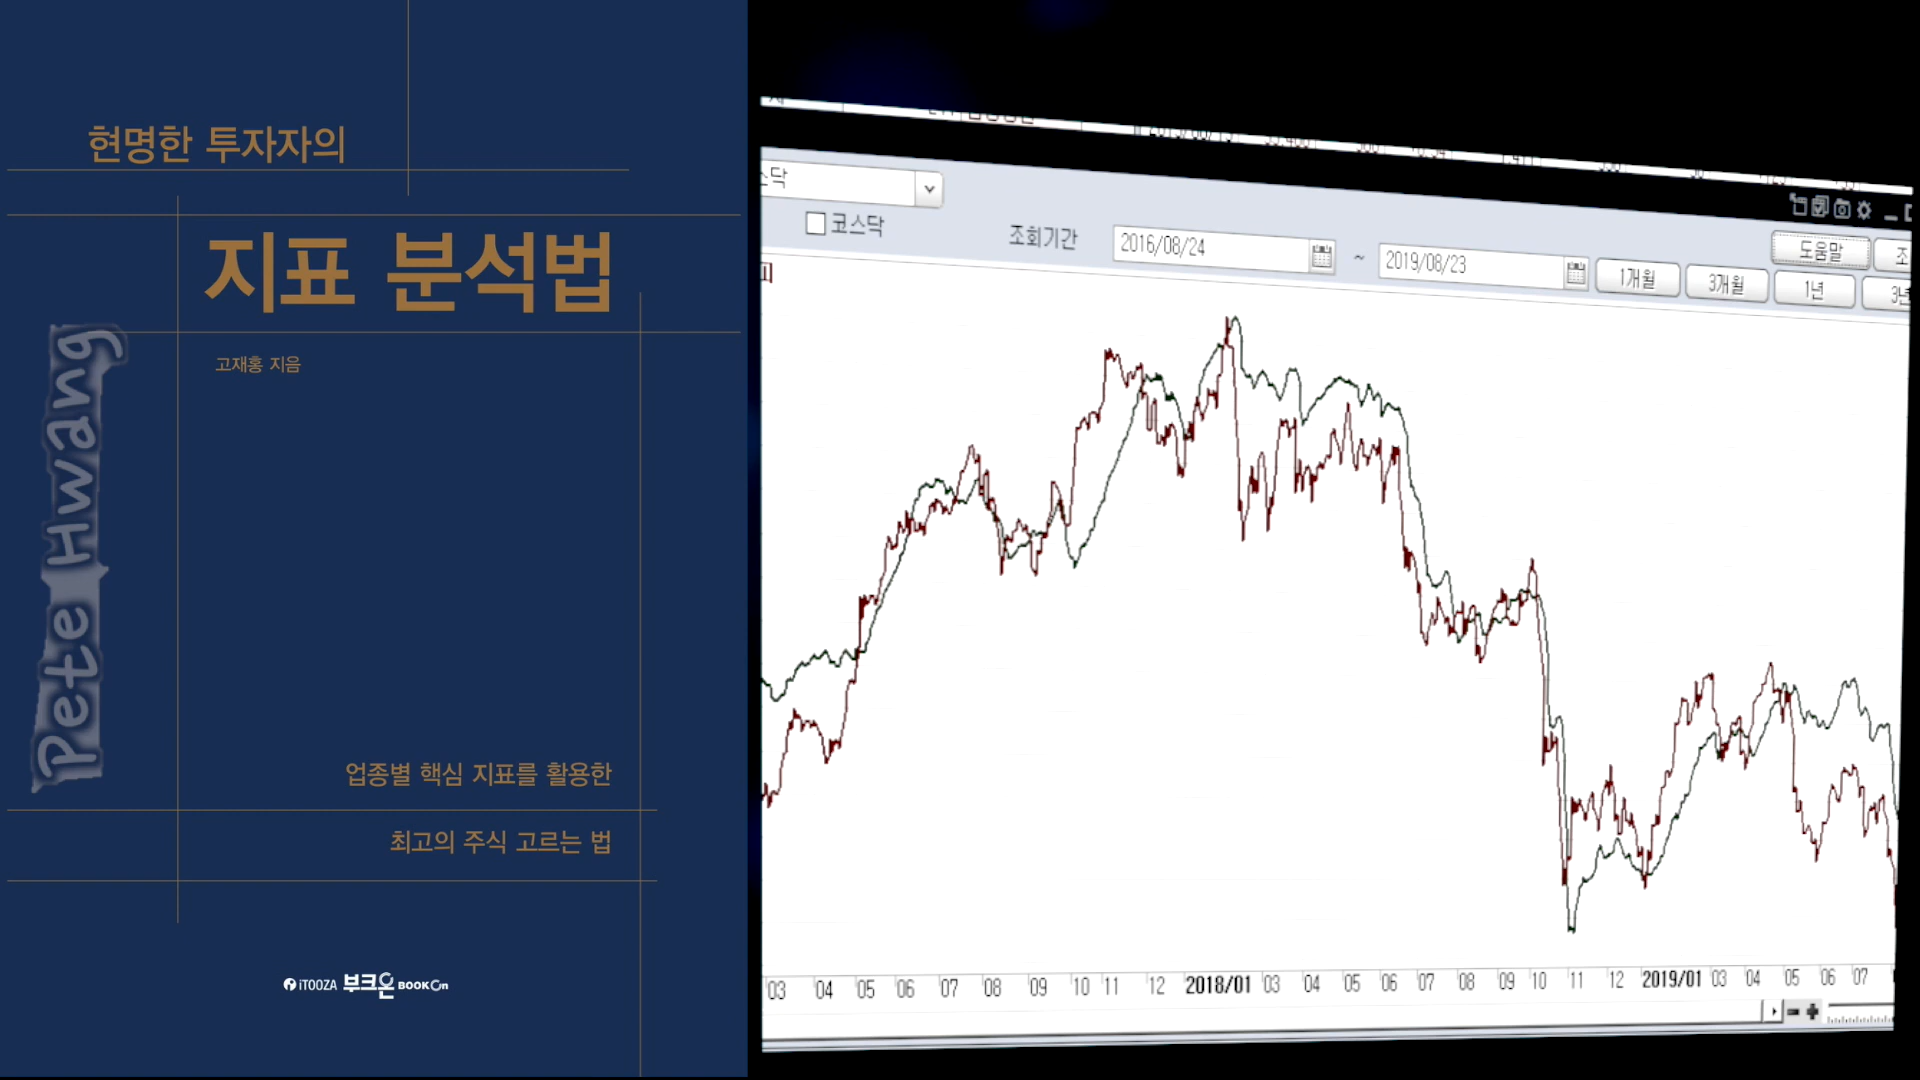 현명한 투자자의
지표 분석법
고재홍 지음
Pete Hwang
업종별 핵심 지표를 활용한
최고의 주식 고르는 법
iTOOZA 부크온 BOOKOn
스닥
코스닥
조회기간
2016/08/24
~
2019/08/23
도움말
1개월
3개월
1년
피
03 04 05 06 07 08 09 10 11 12 2018/01 03 04 05 06 07 08 09 10 11 12 2019/01 03 04 05 06 07